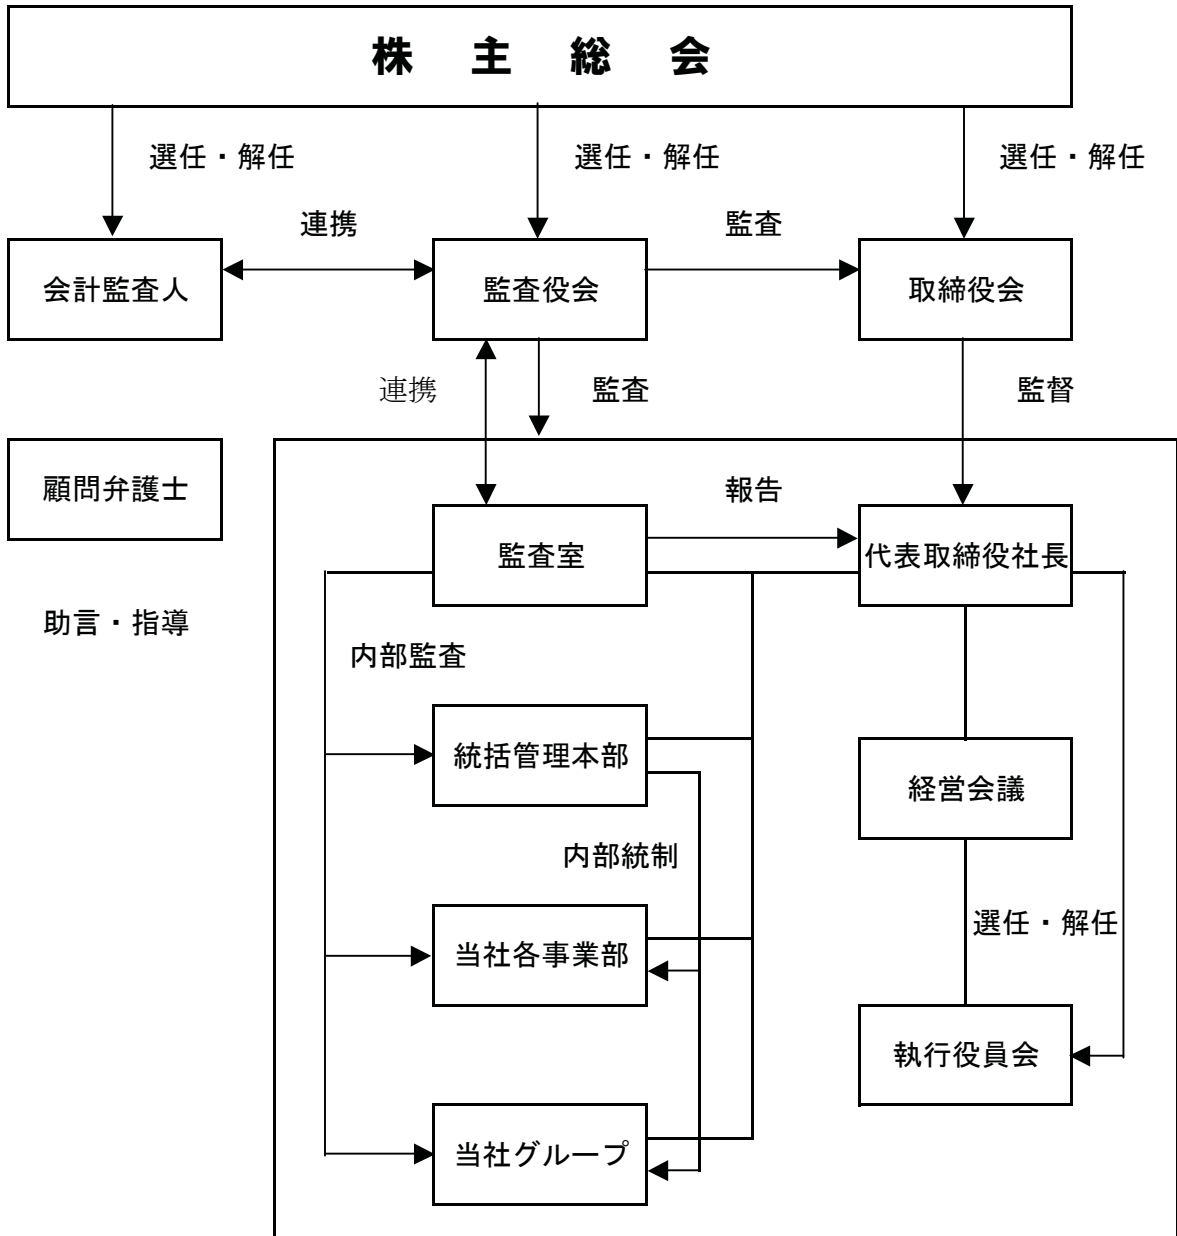 株主総会
選任・解任
選任・解任
選任・解任
連携
監査
会計監査人
監査役会
取締役会
連携
監査
監督
顧問弁護士
報告
監査室
代表取締役社長
助言・指導
内部監査
統括管理本部
経営会議
内部統制
選任・解任
当社各事業部
執行役員会
当社グループ